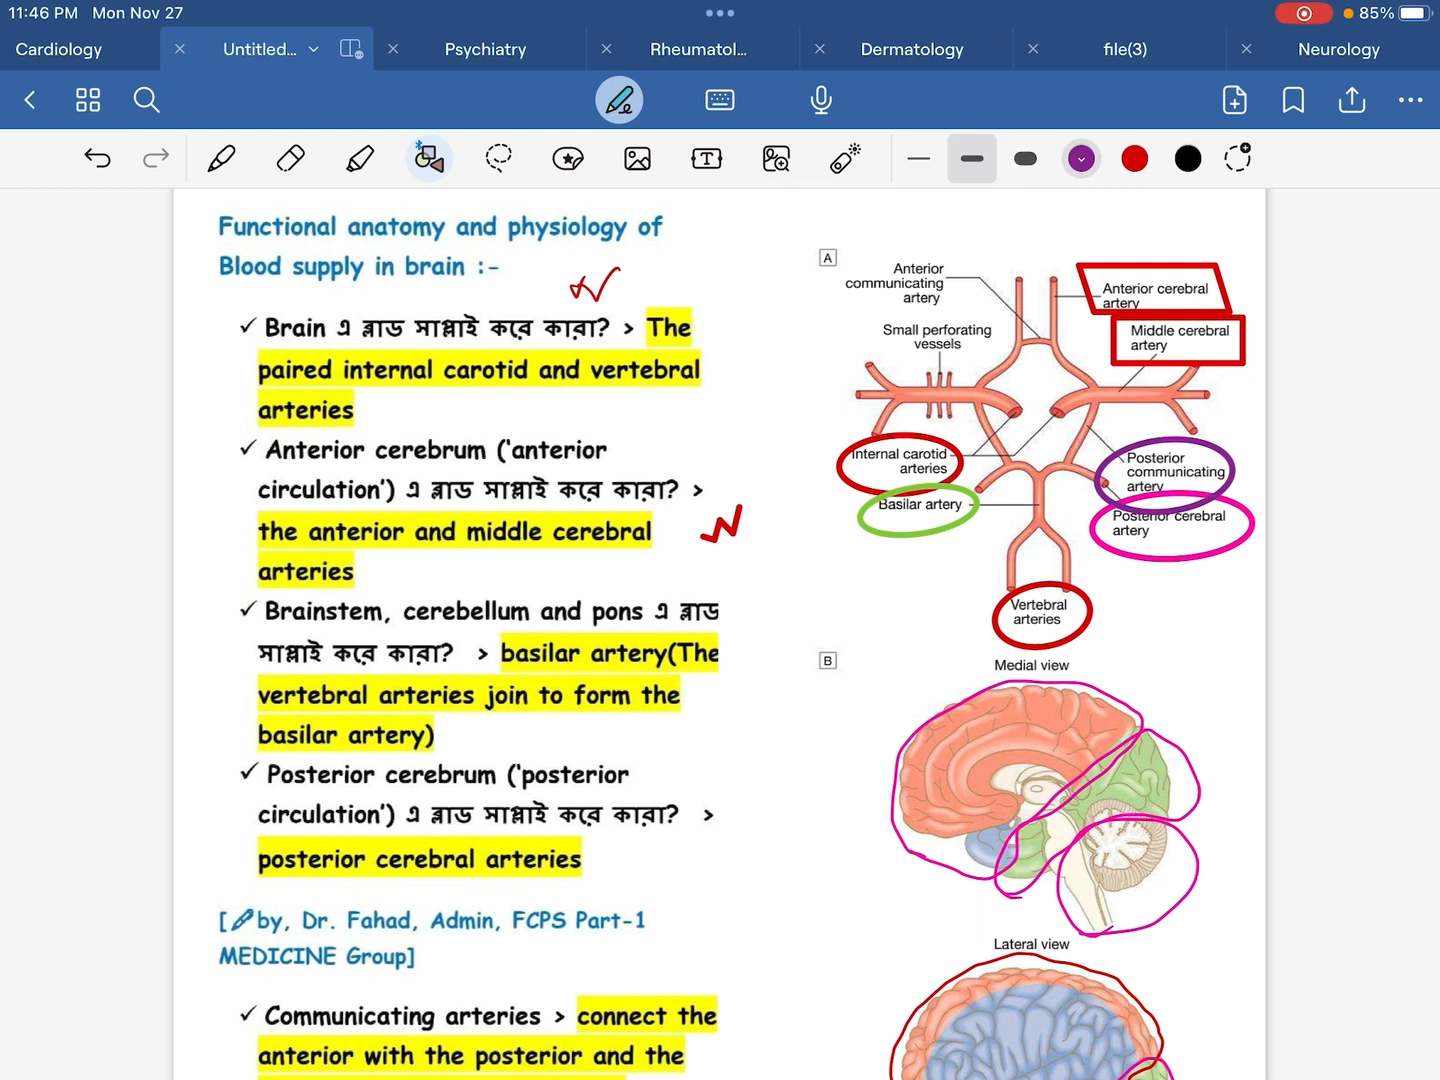 11:46 PM Mon Nov 27
85%
Cardiology
Untitled...
Psychiatry
Rheumatol...
Dermatology
file(3)
Neurology
Functional anatomy and physiology of
Blood supply in brain :-
✓ Brain এ ব্লাড সাপ্লাই করে কারা? > The
paired internal carotid and vertebral
arteries
✓ Anterior cerebrum ('anterior
circulation') এ ব্লাড সাপ্লাই করে কারা? >
the anterior and middle cerebral
arteries
✓ Brainstem, cerebellum and pons এ ব্লাড
সাপ্লাই করে কারা? > basilar artery(The
vertebral arteries join to form the
basilar artery)
✓ Posterior cerebrum ('posterior
circulation') এ ব্লাড সাপ্লাই করে কারা? >
posterior cerebral arteries
[🖊by, Dr. Fahad, Admin, FCPS Part-1
MEDICINE Group]
✓ Communicating arteries > connect the
anterior with the posterior and the
A
Anterior
communicating
artery
Anterior cerebral
artery
Small perforating
vessels
Middle cerebral
artery
Internal carotid
arteries
Posterior
communicating
artery
Basilar artery
Posterior cerebral
artery
Vertebral
arteries
B
Medial view
Lateral view